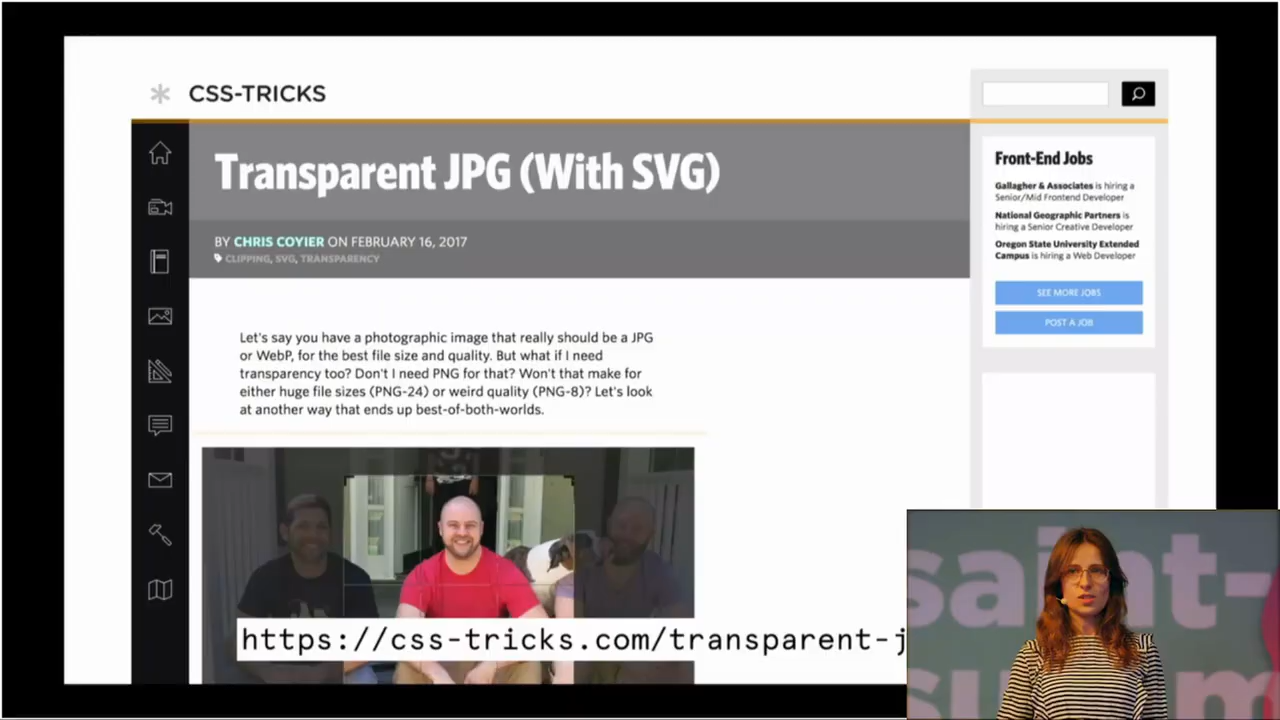 CSS-TRICKS
Transparent JPG (With SVG)
BY CHRIS COYIER ON FEBRUARY 16, 2017
CLIPPING, SVG, TRANSPARENCY
Let's say you have a photographic image that really should be a JPG
or WebP, for the best file size and quality. But what if I need
transparency too? Don't I need PNG for that? Won't that make for
either huge file sizes (PNG-24) or weird quality (PNG-8)? Let's look
at another way that ends up best-of-both-worlds.
https://css-tricks.com/transparent-j
Front-End Jobs
Gallagher & Associates is hiring a
Senior/Mid Frontend Developer
National Geographic Partners is
hiring a Senior Creative Developer
Oregon State University Extended
Campus is hiring a Web Developer
SEE MORE JOBS
POST A JOB
saint-
summ